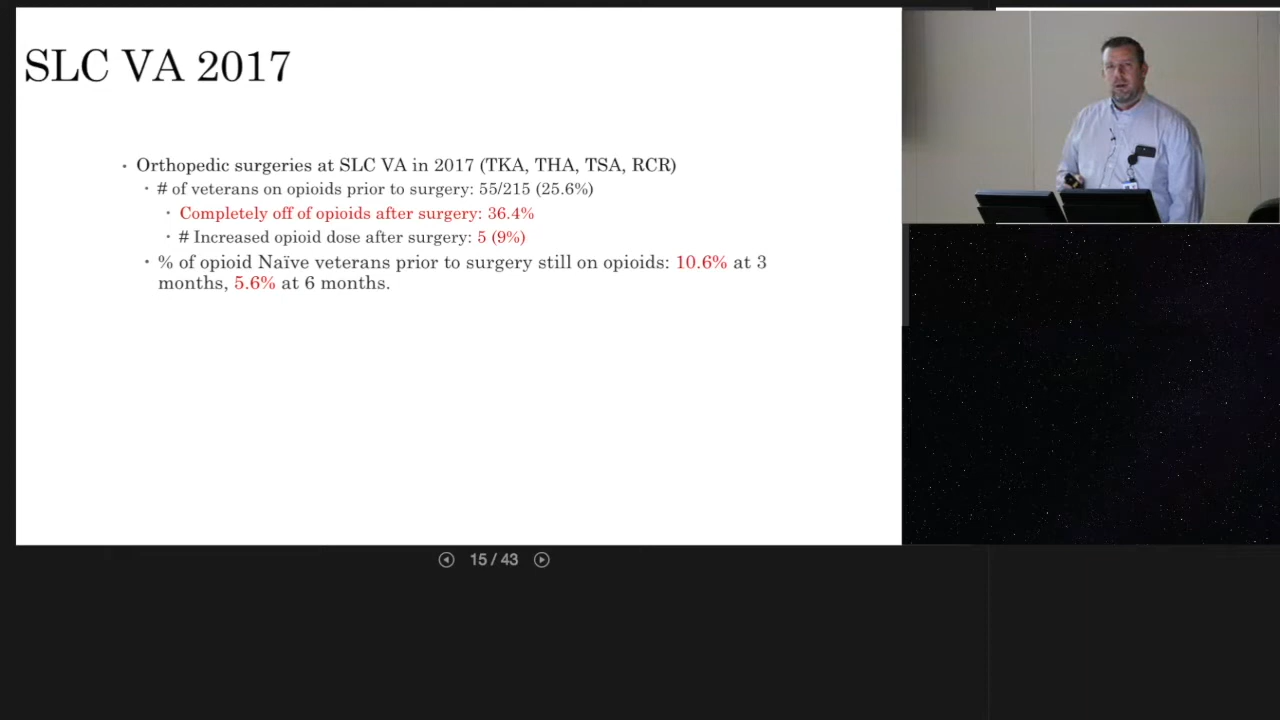 SLC VA 2017
• Orthopedic surgeries at SLC VA in 2017 (TKA, THA, TSA, RCR)
• # of veterans on opioids prior to surgery: 55/215 (25.6%)
• Completely off of opioids after surgery: 36.4%
• # Increased opioid dose after surgery: 5 (9%)
• % of opioid Naïve veterans prior to surgery still on opioids: 10.6% at 3
months, 5.6% at 6 months.
15 / 43